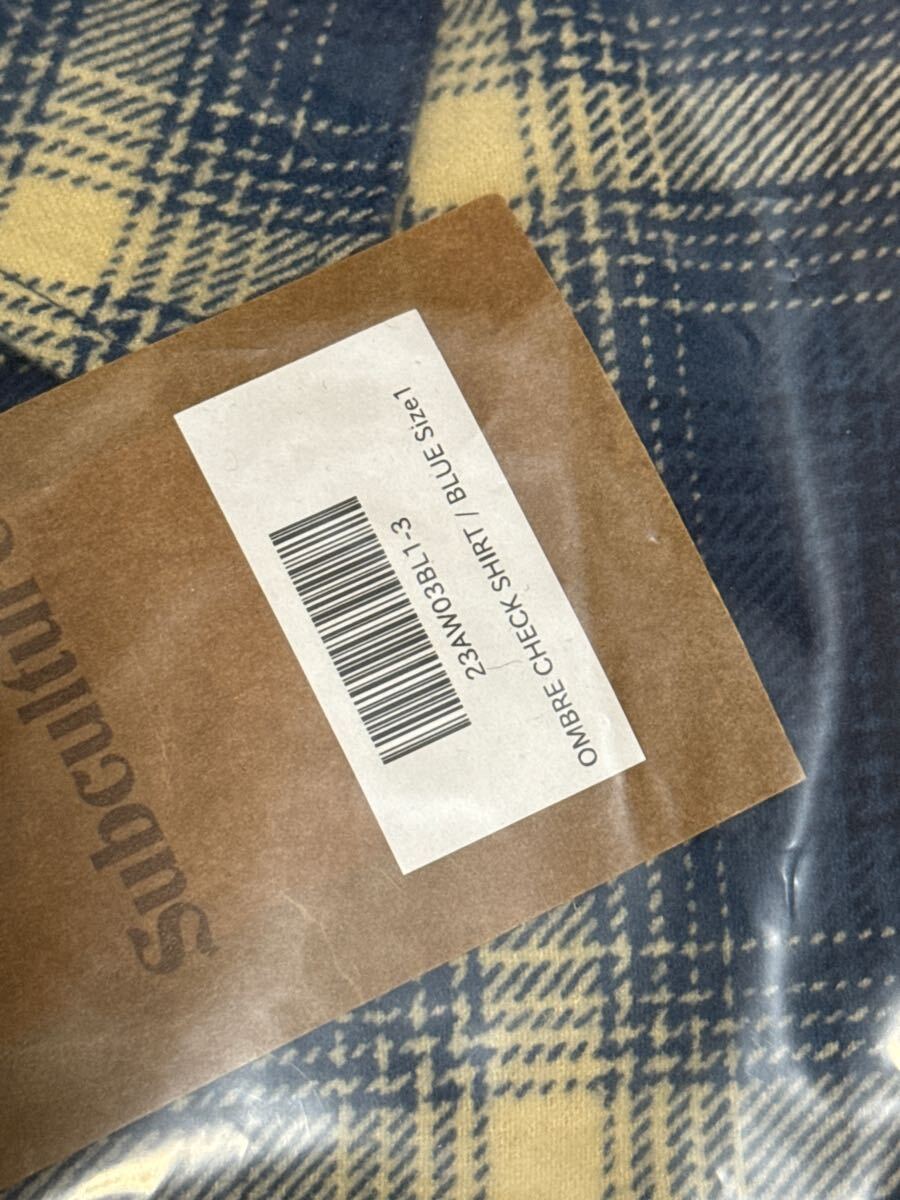 Subculture
23AW03BL1-3
OMBRE CHECK SHIRT / BLUE Size1